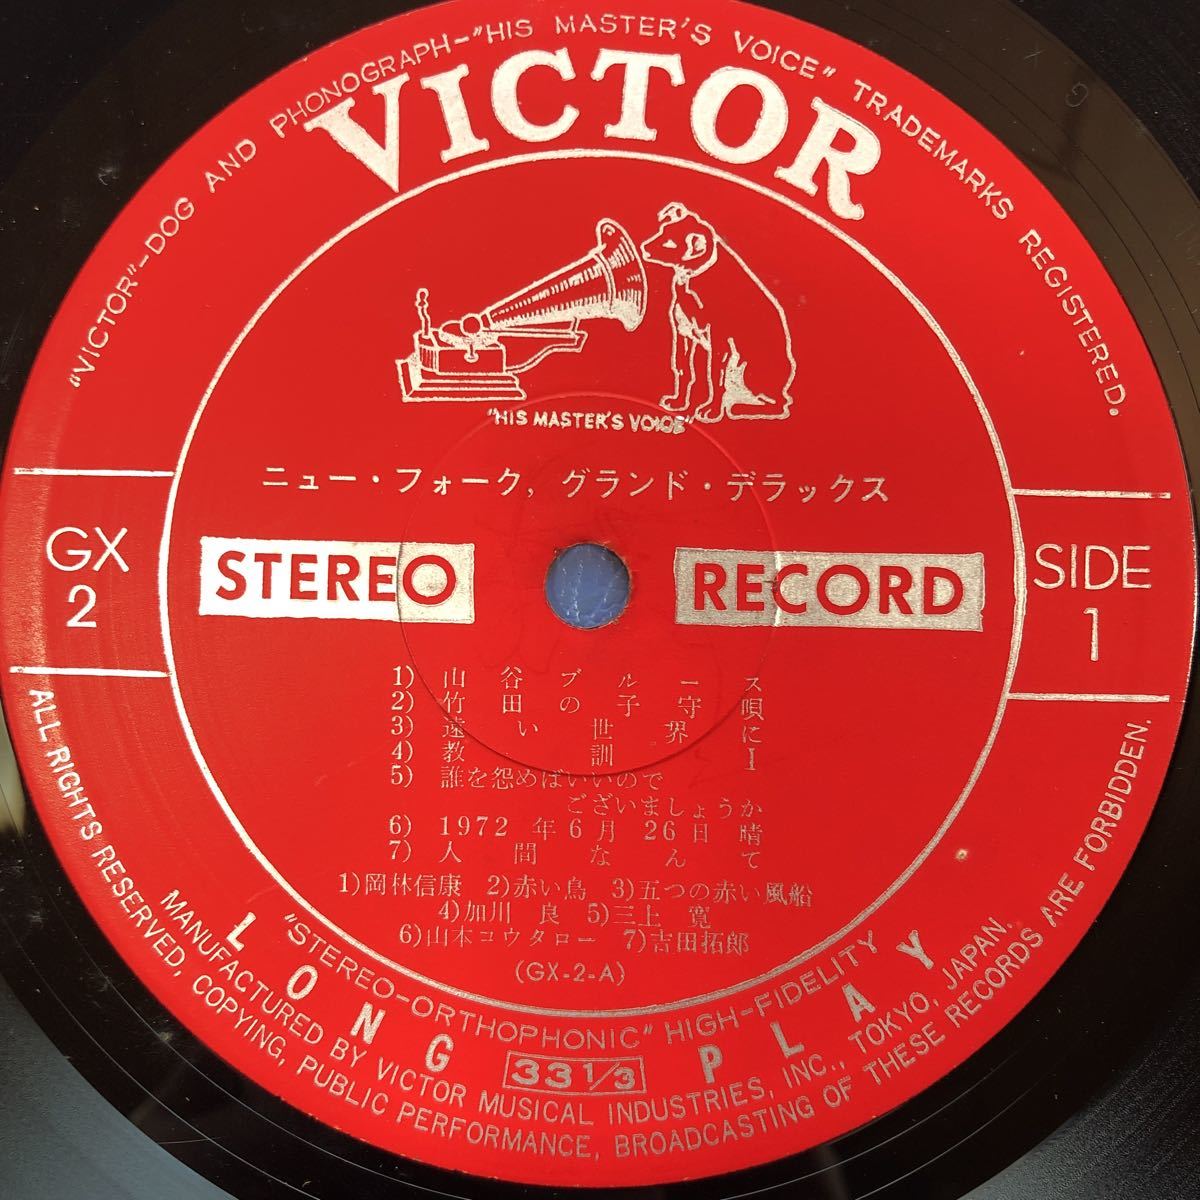 "VICTOR"-DOG AND PHONOGRAPH-"HIS MASTER'S VOICE" TRADEMARKS REGISTERED.
VICTOR
"HIS MASTER'S VOICE"
ニュー・フォーク, グランド・デラックス
GX
2
STEREO
RECORD
SIDE
1
1) 山谷ブルース
2) 竹田の子守唄
3) 遠い世界に
4) 教訓 I
5) 誰を怨めばいいので
ございましょうか
6) 1972年6月26日 晴
7) 人間なんて
1)岡林信康 2)赤い鳥 3)五つの赤い風船
4)加川 良 5)三上 寛
6)山本コウタロー 7)吉田拓郎
(GX-2-A)
"STEREO-ORTHOPHONIC" HIGH-FIDELITY
LONG PLAY
33 1/3
MANUFACTURED BY VICTOR MUSICAL INDUSTRIES, INC., TOKYO, JAPAN.
ALL RIGHTS RESERVED, COPYING, PUBLIC PERFORMANCE, BROADCASTING OF THESE RECORDS ARE FORBIDDEN.